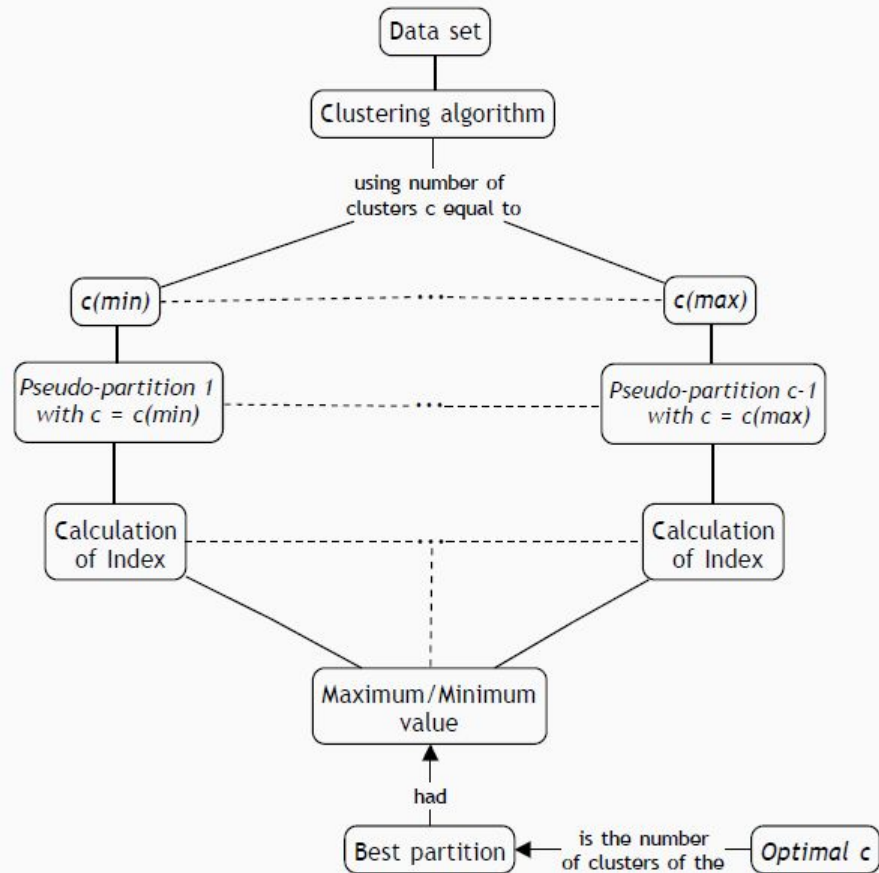 Data set
Clustering algorithm
using number of
clusters c equal to
c(min)
...
c(max)
Pseudo-partition 1
with c = c(min)
...
Pseudo-partition c-1
with c = c(max)
Calculation
of Index
...
Calculation
of Index
Maximum/Minimum
value
had
Best partition
is the number
of clusters of the
Optimal c